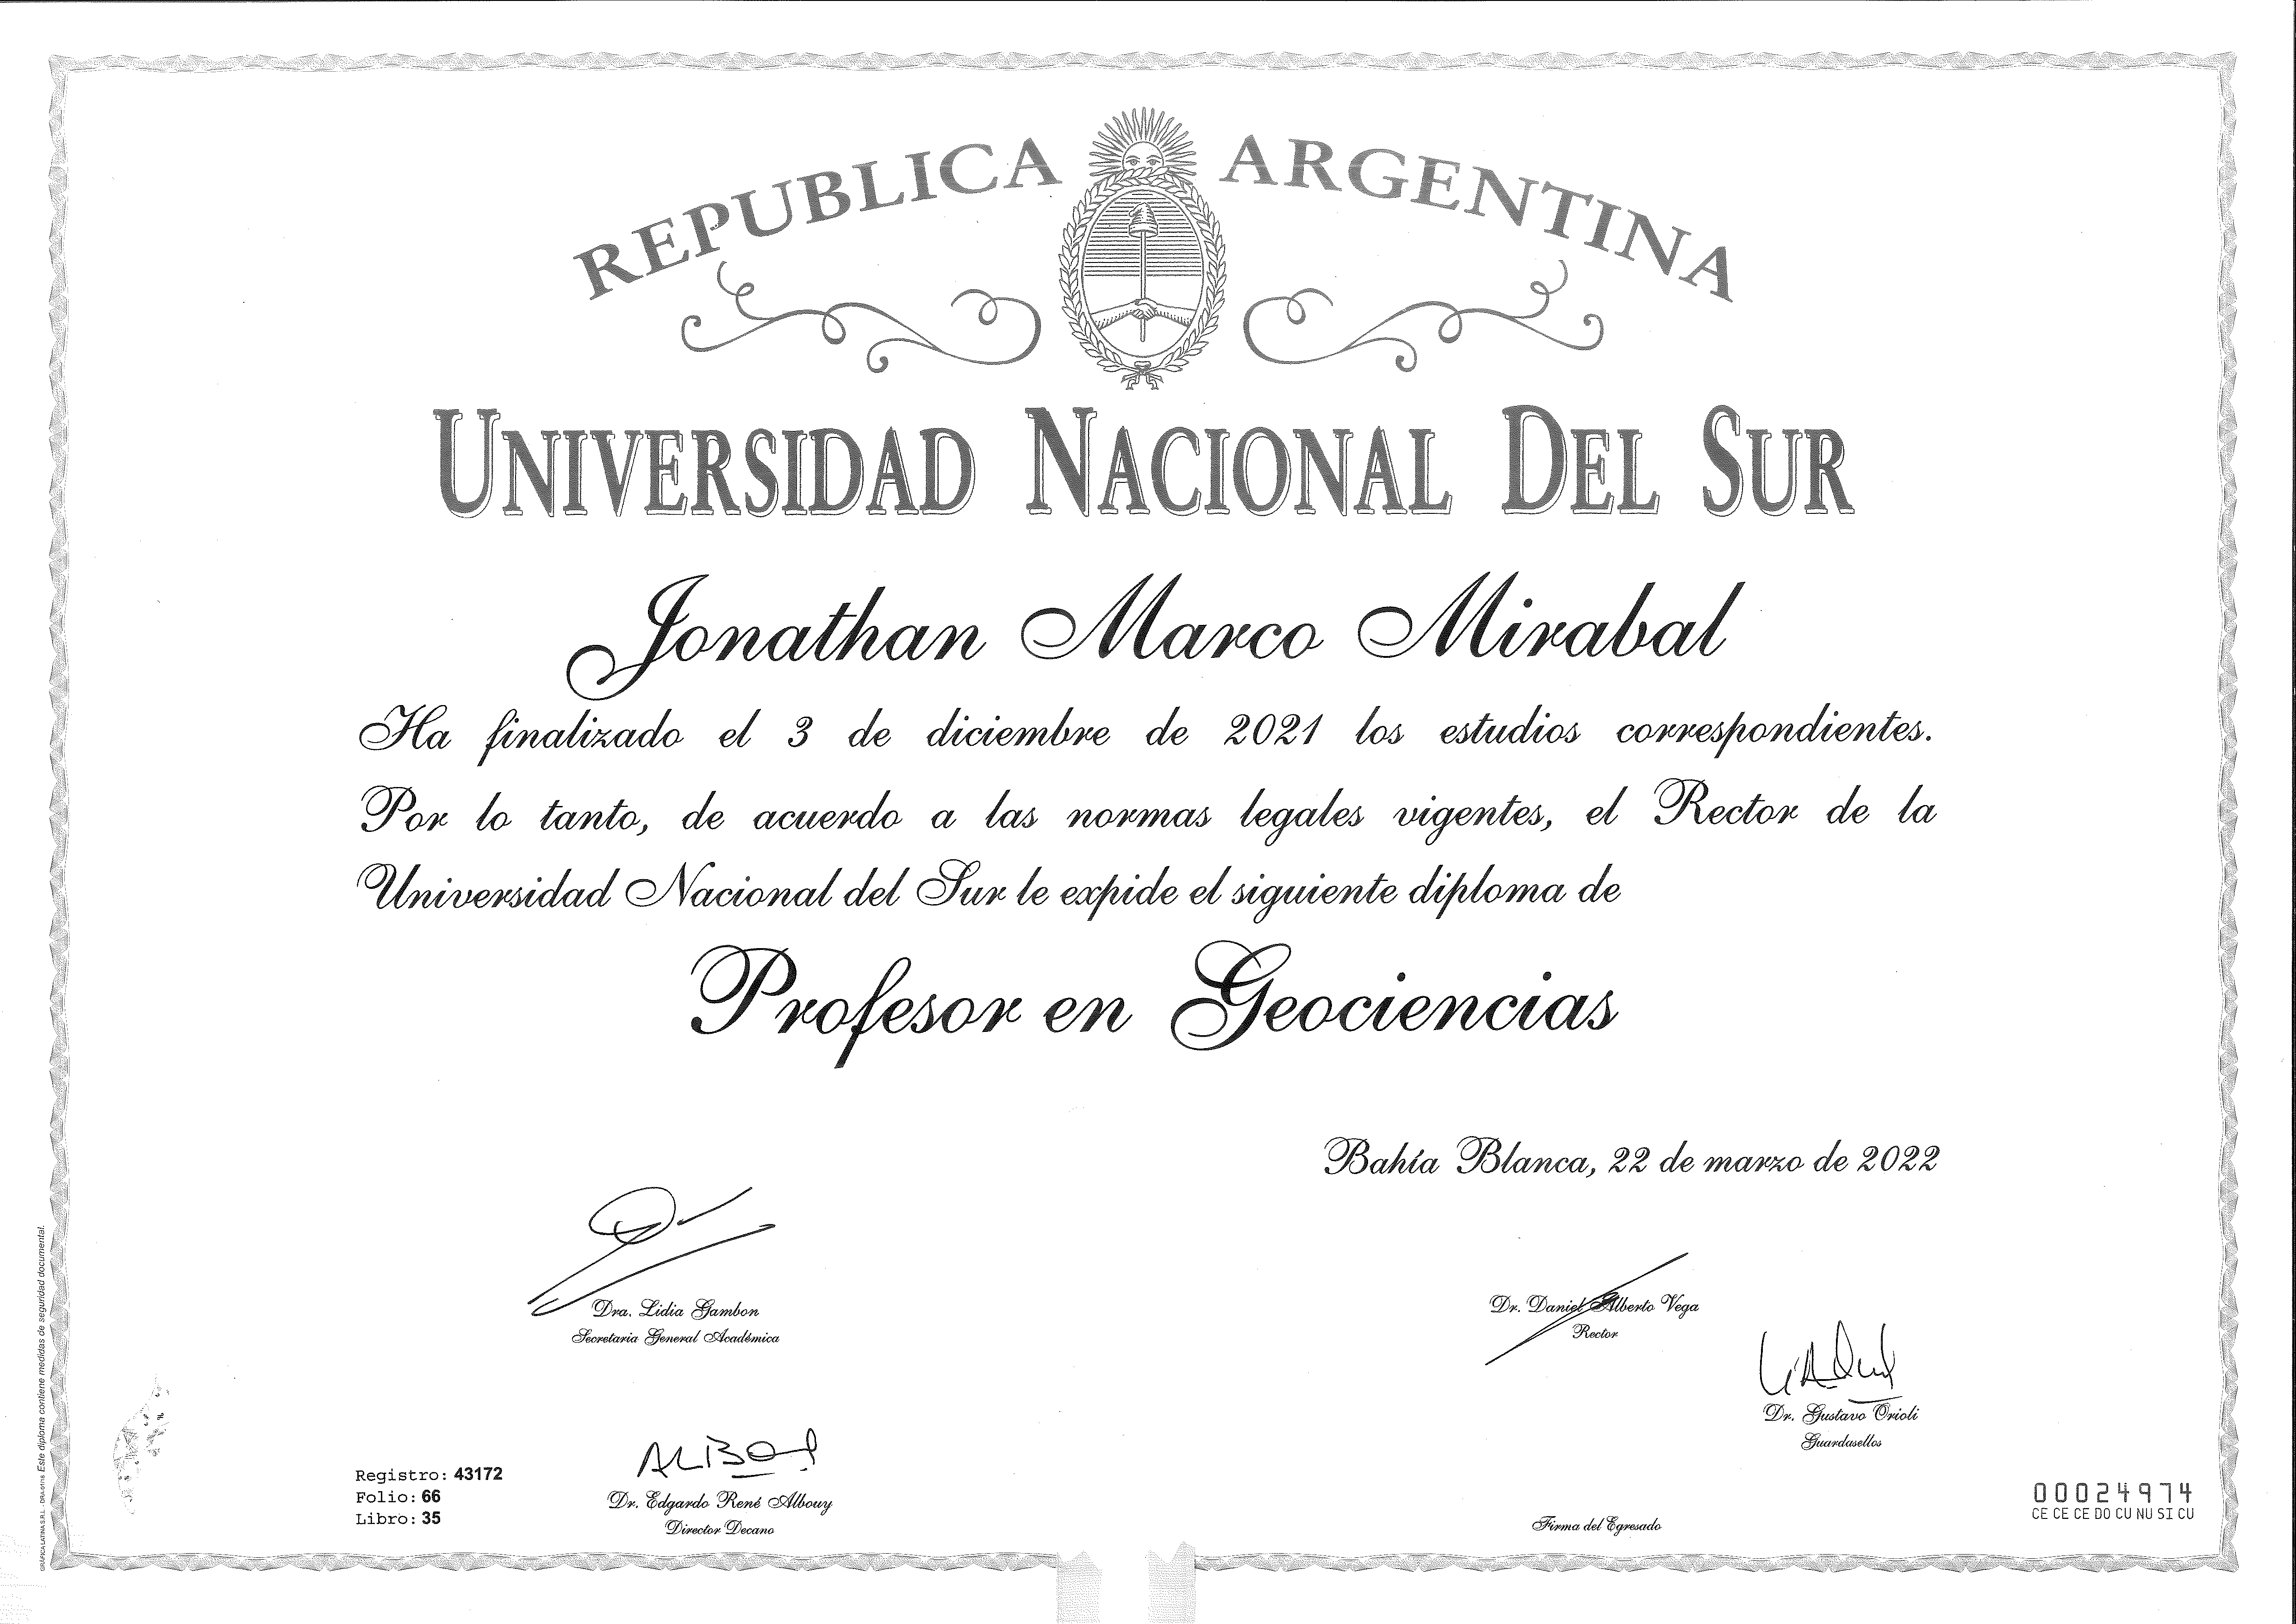 REPUBLICA ARGENTINA
UNIVERSIDAD NACIONAL DEL SUR
Jonathan Marco Mirabal
Ha finalizado el 3 de diciembre de 2021 los estudios correspondientes.
Por lo tanto, de acuerdo a las normas legales vigentes, el Rector de la
Universidad Nacional del Sur le expide el siguiente diploma de
Profesor en Geociencias
Bahía Blanca, 22 de marzo de 2022
Dra. Lidia Gambon
Secretaria General Académica
Dr. Daniel Alberto Vega
Rector
Dr. Gustavo Orioli
Guardasellos
Registro: 43172
Folio: 66
Libro: 35
Dr. Edgardo René Albouy
Director Decano
Firma del Egresado
00024974
CE CE CE DO CU NU SI CU
GRÁFICA LATINA S.R.L. Este diploma contiene medidas de seguridad documental.